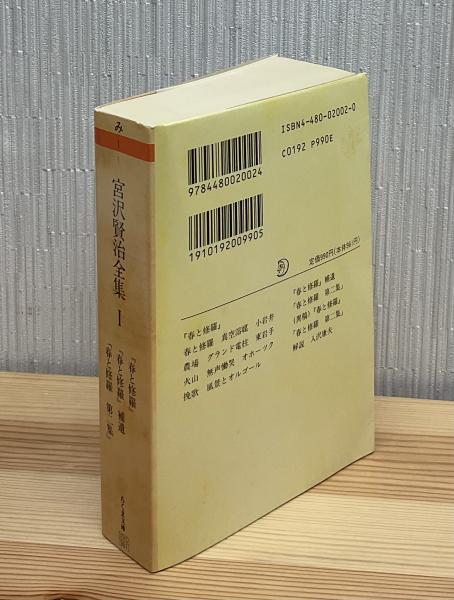 み
宮沢賢治全集 I
『春と修羅』
『春と修羅』補遺
『春と修羅 第二集』
ちくま文庫
9784480020024
1910192009905
ISBN4-480-02002-0
C0192 P990E
定価990円(本体961円)
『春と修羅』
春と修羅 真空溶媒 小岩井
農場 グランド電柱 東岩手
火山 無声慟哭 オホーツク
挽歌 風景とオルゴール
『春と修羅』補遺
『春と修羅 第二集』
(異稿)『春と修羅』
『春と修羅 第二集』
解説 入沢康夫